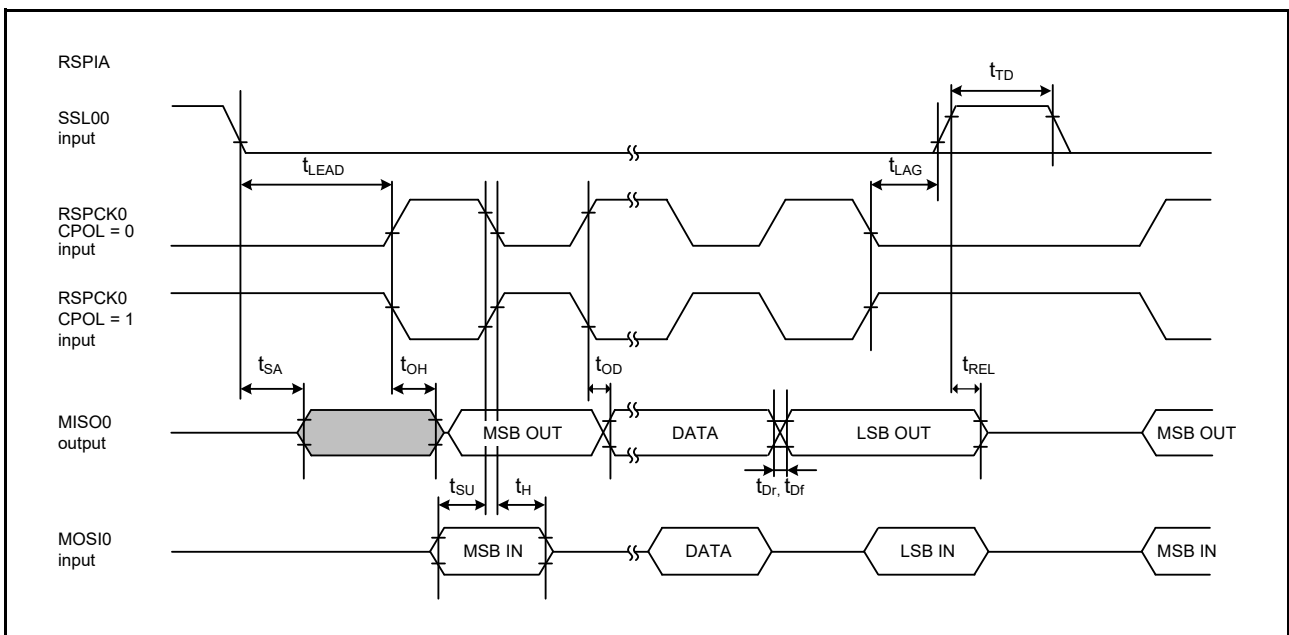 RSPIA
t_TD
SSL00
input
t_LEAD
t_LAG
RSPCK0
CPOL = 0
input
RSPCK0
CPOL = 1
input
t_SA
t_OH
t_OD
t_REL
MISO0
output
MSB OUT
DATA
LSB OUT
MSB OUT
t_SU
t_H
t_Dr, t_Df
MOSI0
input
MSB IN
DATA
LSB IN
MSB IN